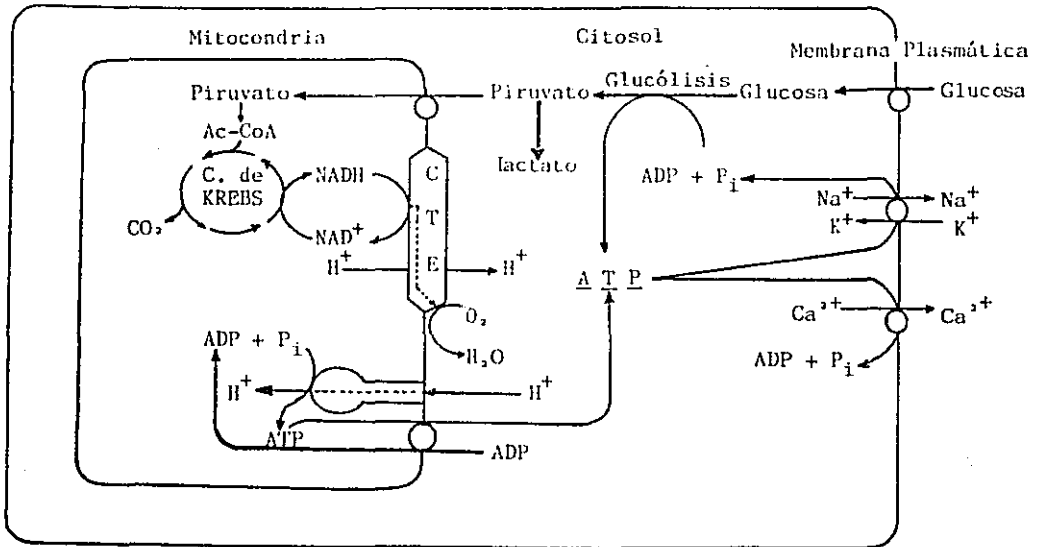 Mitocondria
Citosol
Membrana Plasmática
Piruvato
Piruvato
Glucólisis
Glucosa
Glucosa
Ac-CoA
lactato
C. de
KREBS
CO₂
NADH
NAD⁺
C
T
E
H⁺
H⁺
O₂
H₂O
ADP + Pi
Na⁺
Na⁺
K⁺
K⁺
A T P
Ca²⁺
Ca²⁺
ADP + Pi
ADP + Pi
H⁺
H⁺
ATP
ADP